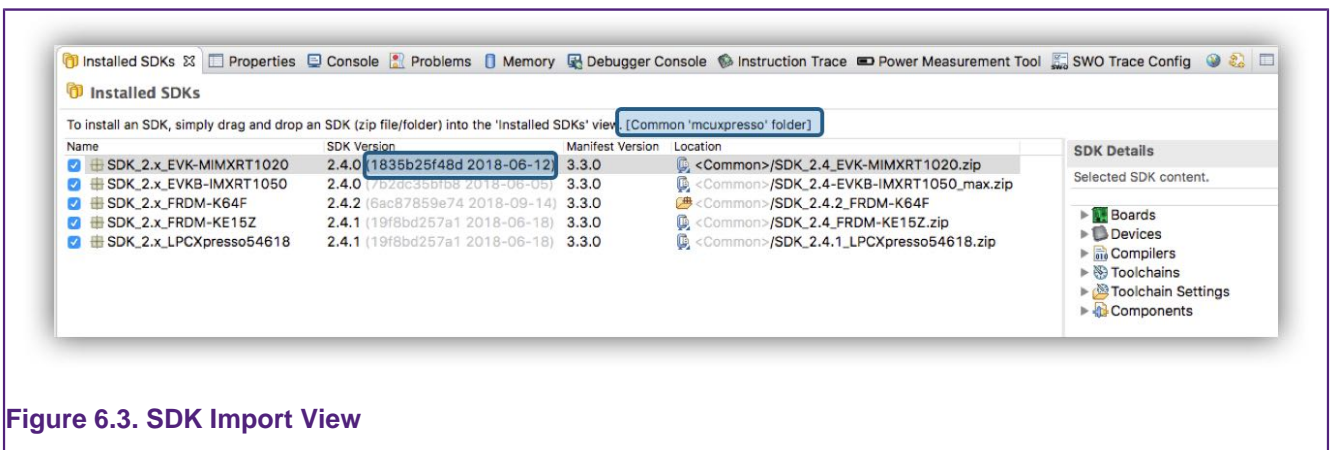 Installed SDKs Properties Console Problems Memory Debugger Console Instruction Trace Power Measurement Tool SWO SWO Trace Config
Installed SDKs
To install an SDK, simply drag and drop an SDK (zip file/folder) into the 'Installed SDKs' view. [Common 'mcuxpresso' folder]
Name SDK Version Manifest Version Location
SDK_2.x_EVK-MIMXRT1020 2.4.0 (1835b25f48d 2018-06-12) 3.3.0 <Common>/SDK_2.4_EVK-MIMXRT1020.zip
SDK_2.x_EVKB-IMXRT1050 2.4.0 (7b2dc35bfb8 2018-06-05) 3.3.0 <Common>/SDK_2.4-EVKB-IMXRT1050_max.zip
SDK_2.x_FRDM-K64F 2.4.2 (6ac87859e74 2018-09-14) 3.3.0 <Common>/SDK_2.4.2_FRDM-K64F
SDK_2.x_FRDM-KE15Z 2.4.1 (19f8bd257a1 2018-06-18) 3.3.0 <Common>/SDK_2.4_FRDM-KE15Z.zip
SDK_2.x_LPCXpresso54618 2.4.1 (19f8bd257a1 2018-06-18) 3.3.0 <Common>/SDK_2.4.1_LPCXpresso54618.zip
SDK Details
Selected SDK content.
Boards
Devices
Compilers
Toolchains
Toolchain Settings
Components
Figure 6.3. SDK Import View